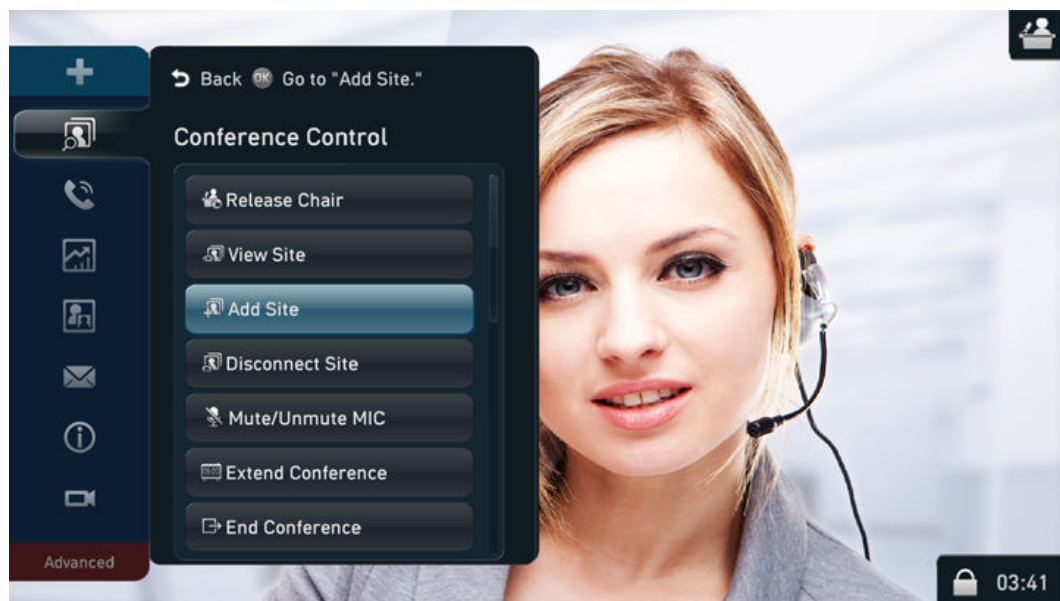 Back OK Go to "Add Site."
Conference Control
Release Chair
View Site
Add Site
Disconnect Site
Mute/Unmute MIC
Extend Conference
End Conference
Advanced
03:41